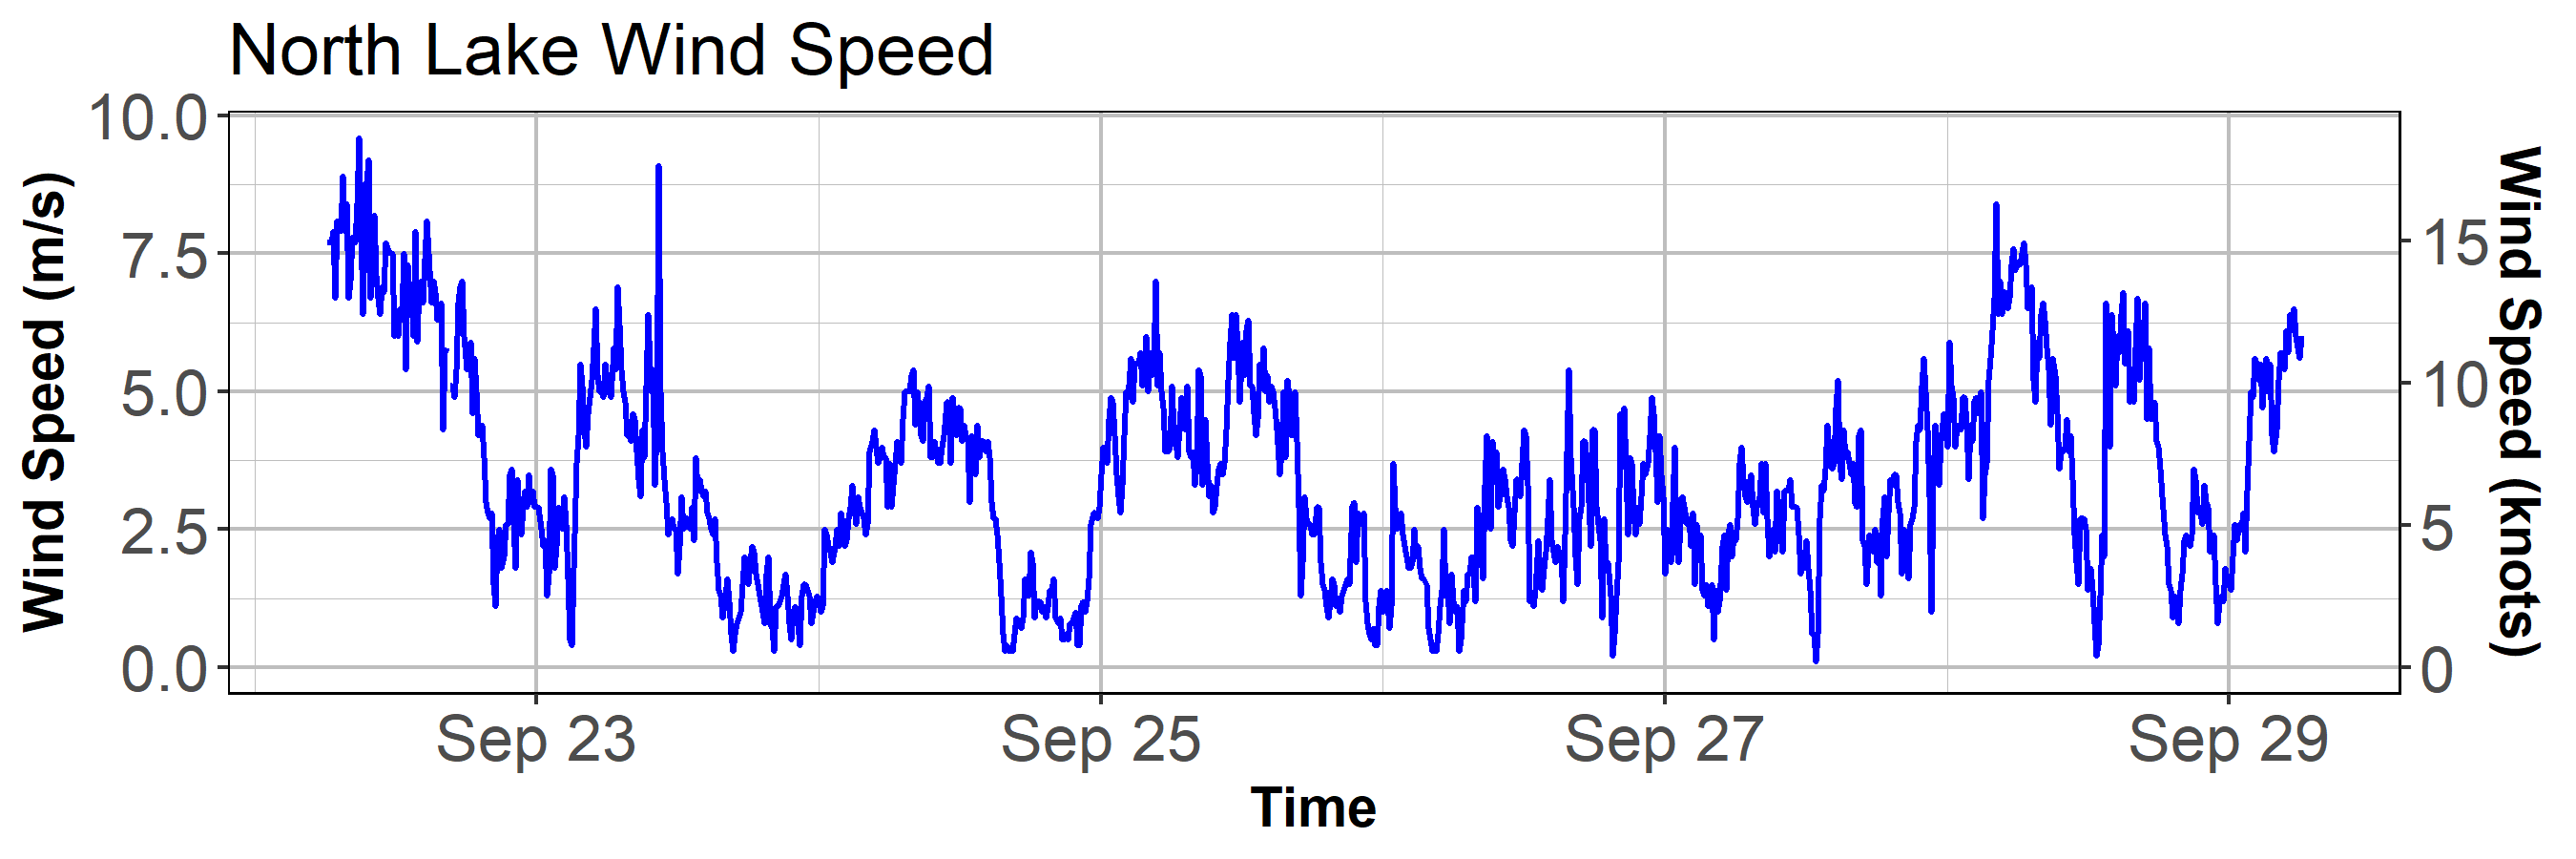 North Lake Wind Speed
Wind Speed (m/s)
10.0
7.5
5.0
2.5
0.0
Wind Speed (knots)
15
10
5
0
Sep 23
Sep 25
Sep 27
Sep 29
Time